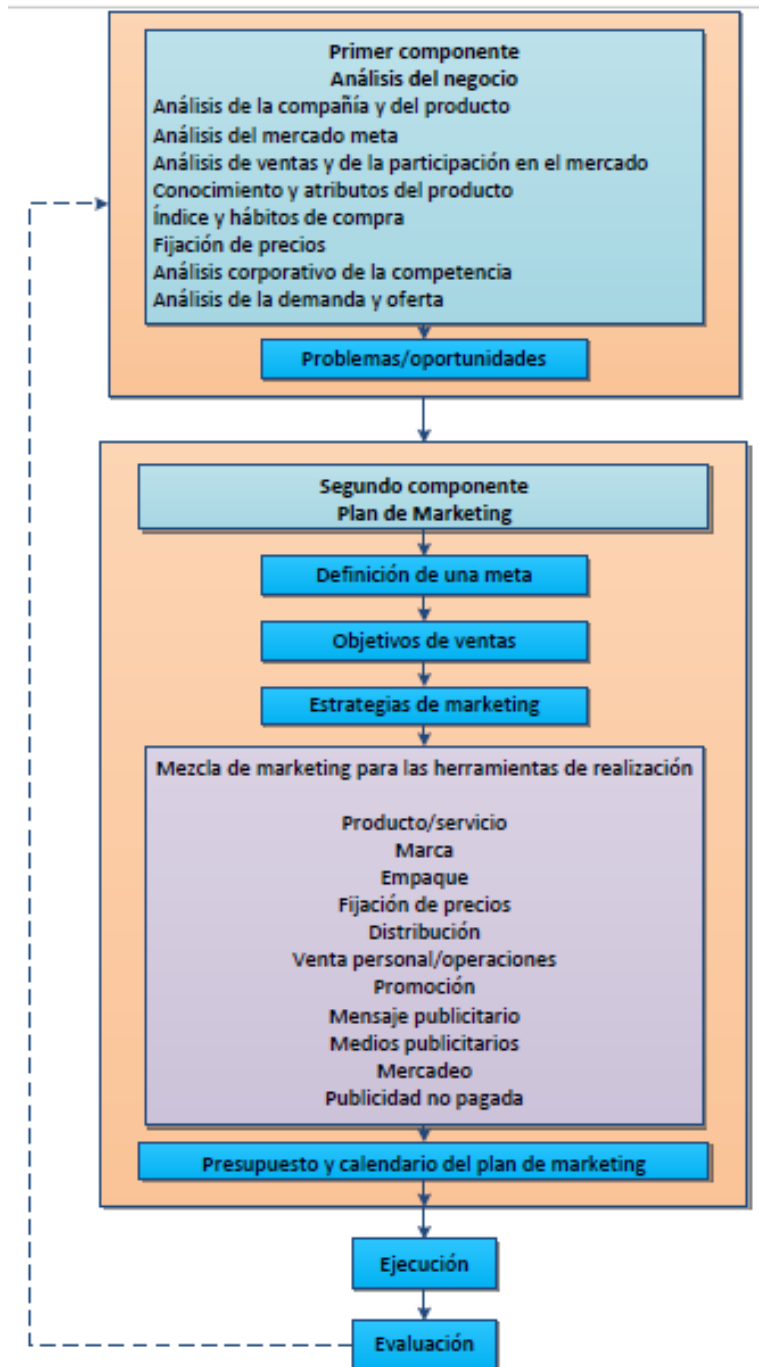 Primer componente
Análisis del negocio
Análisis de la compañía y del producto
Análisis del mercado meta
Análisis de ventas y de la participación en el mercado
Conocimiento y atributos del producto
Índice y hábitos de compra
Fijación de precios
Análisis corporativo de la competencia
Análisis de la demanda y oferta
Problemas/oportunidades
Segundo componente
Plan de Marketing
Definición de una meta
Objetivos de ventas
Estrategias de marketing
Mezcla de marketing para las herramientas de realización
Producto/servicio
Marca
Empaque
Fijación de precios
Distribución
Venta personal/operaciones
Promoción
Mensaje publicitario
Medios publicitarios
Mercadeo
Publicidad no pagada
Presupuesto y calendario del plan de marketing
Ejecución
Evaluación